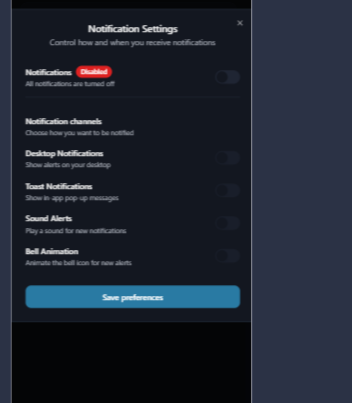 Notification Settings
Control how and when you receive notifications
Notifications Disabled
All notifications are turned off
Notification channels
Choose how you want to be notified
Desktop Notifications
Show alerts on your desktop
Toast Notifications
Show in-app pop-up messages
Sound Alerts
Play a sound for new notifications
Bell Animation
Animate the bell icon for new alerts
Save preferences